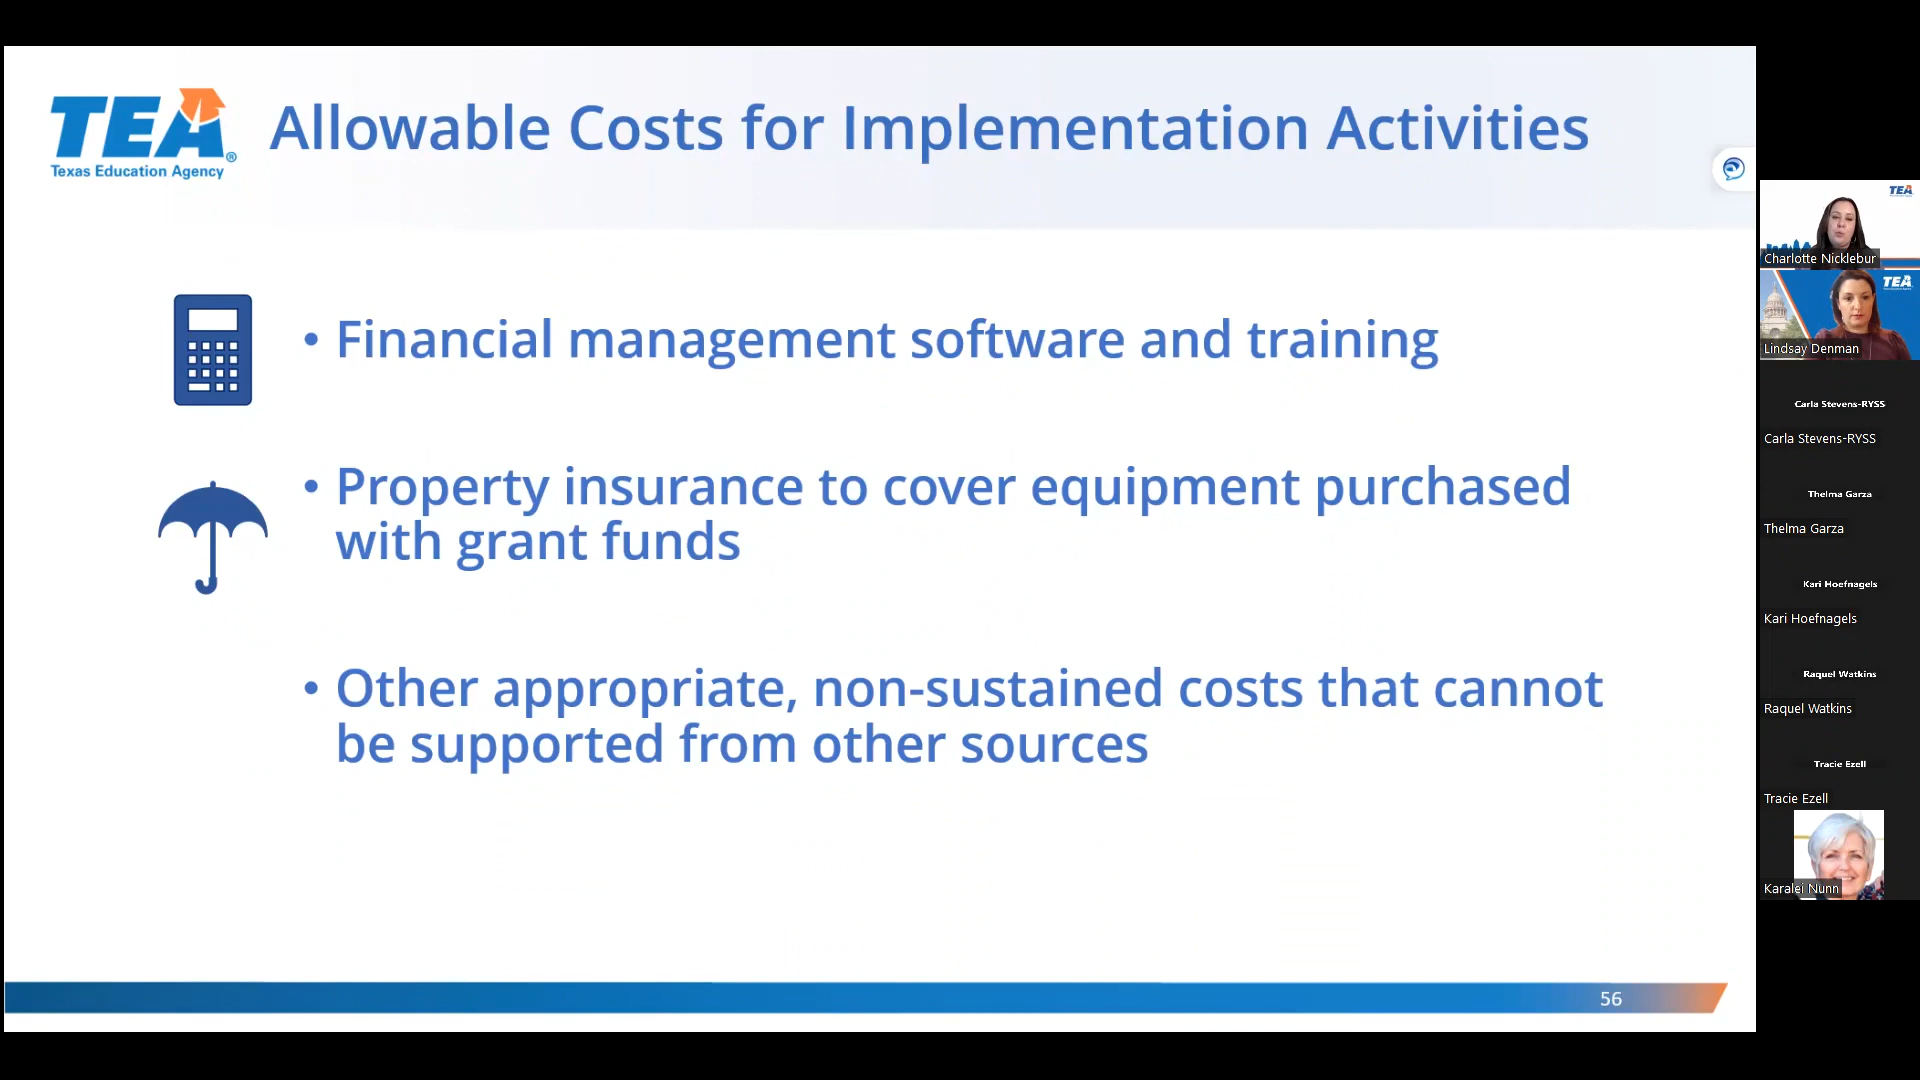 TEA
®
Texas Education Agency
Allowable Costs for Implementation Activities
• Financial management software and training
• Property insurance to cover equipment purchased
with grant funds
• Other appropriate, non-sustained costs that cannot
be supported from other sources
56
TEA
Charlotte Nicklebur
TEA
Lindsay Denman
Carla Stevens-RYSS
Carla Stevens-RYSS
Thelma Garza
Thelma Garza
Kari Hoefnagels
Kari Hoefnagels
Raquel Watkins
Raquel Watkins
Tracie Ezell
Tracie Ezell
Karalei Nunn